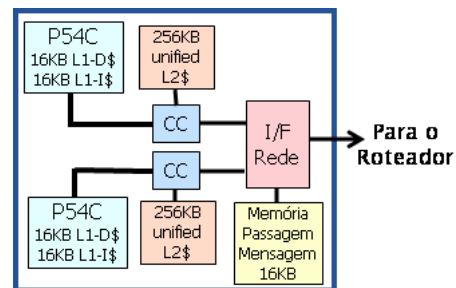 P54C
16KB L1-D$
16KB L1-I$
256KB
unified
L2$
CC
I/F
Rede
Para o
Roteador
CC
P54C
16KB L1-D$
16KB L1-I$
256KB
unified
L2$
Memória
Passagem
Mensagem
16KB